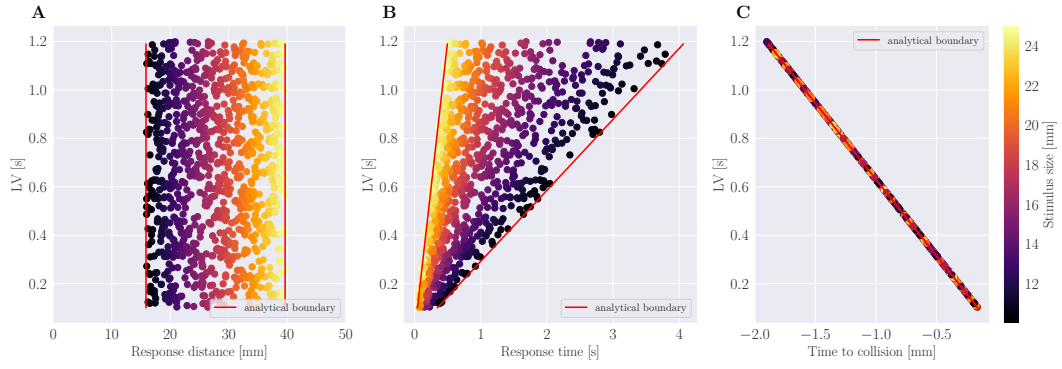 A
LV [s]
1.2
1.0
0.8
0.6
0.4
0.2
analytical boundary
0 10 20 30 40 50
Response distance [mm]
B
LV [s]
1.2
1.0
0.8
0.6
0.4
0.2
analytical boundary
0 1 2 3 4
Response time [s]
C
LV [s]
1.2
1.0
0.8
0.6
0.4
0.2
analytical boundary
−2.0 −1.5 −1.0 −0.5
Time to collision [mm]
24
22
20
18
16
14
12
Stimulus size [mm]